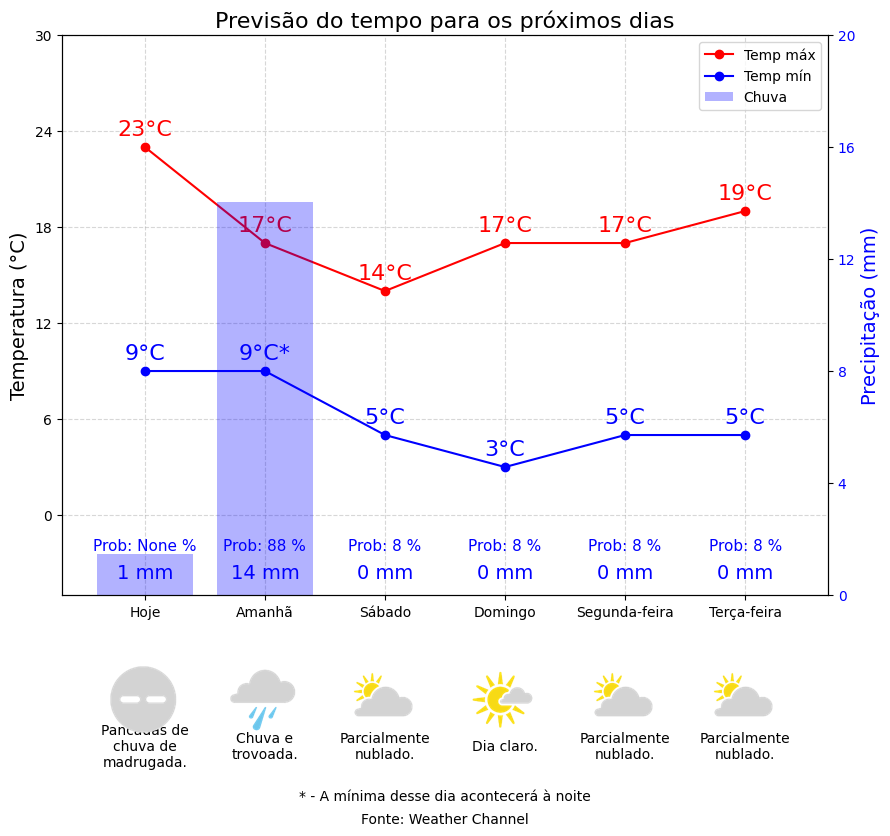 Previsão do tempo para os próximos dias
30
24
18
12
6
0
Temperatura (°C)
20
16
12
8
4
0
Precipitação (mm)
Temp máx
Temp mín
Chuva
23°C
17°C
14°C
17°C
17°C
19°C
9°C
9°C*
5°C
3°C
5°C
5°C
Prob: None %
Prob: 88 %
Prob: 8 %
Prob: 8 %
Prob: 8 %
Prob: 8 %
1 mm
14 mm
0 mm
0 mm
0 mm
0 mm
Hoje
Amanhã
Sábado
Domingo
Segunda-feira
Terça-feira
Pancadas de
chuva de
madrugada.
Chuva e
trovoada.
Parcialmente
nublado.
Dia claro.
Parcialmente
nublado.
Parcialmente
nublado.
* - A mínima desse dia acontecerá à noite
Fonte: Weather Channel